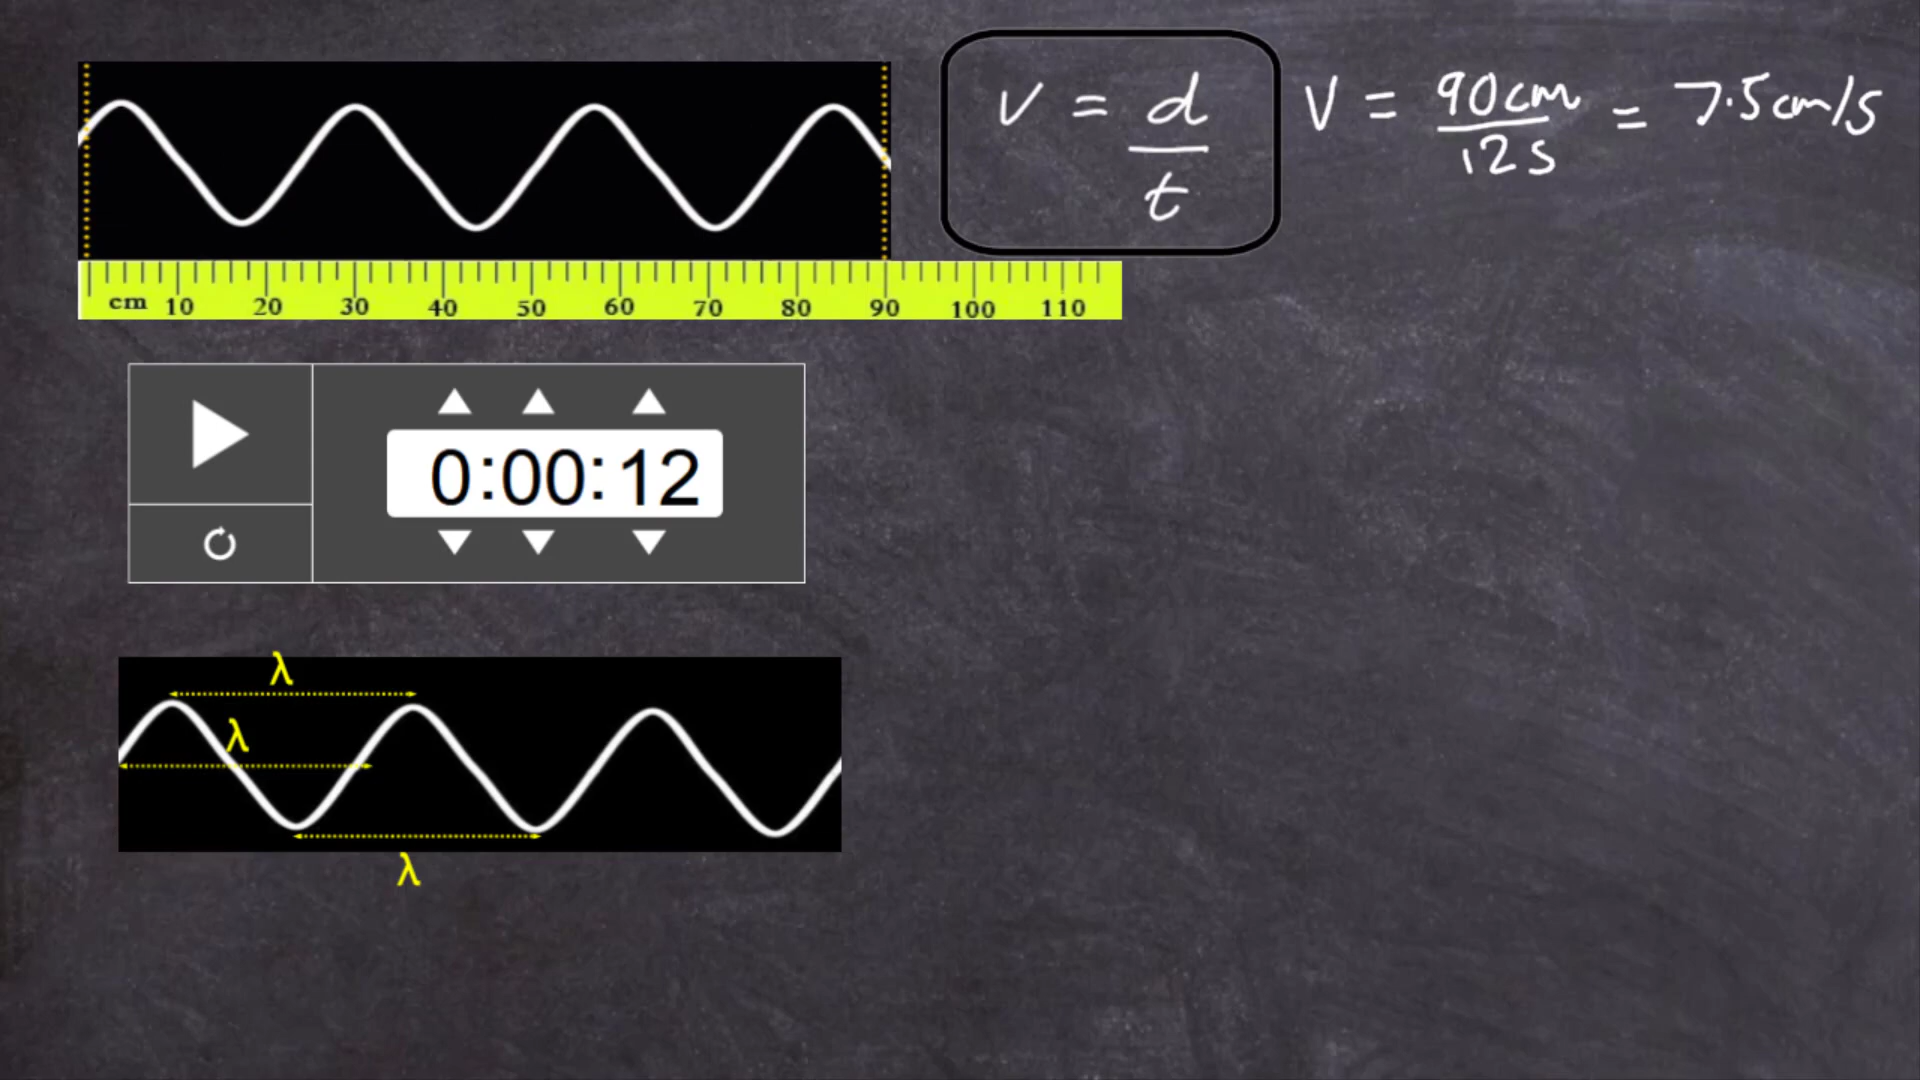 v = d/t
V = 90cm/12s = 7.5cm/s
cm 10 20 30 40 50 60 70 80 90 100 110
0:00:12
λ
λ
λ